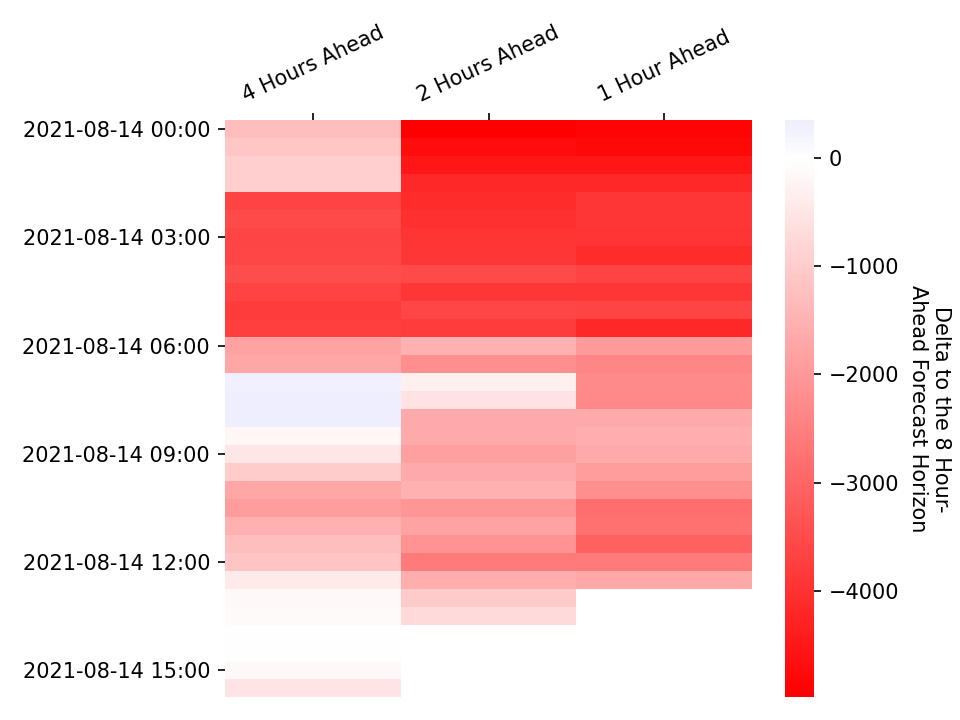 4 Hours Ahead
2 Hours Ahead
1 Hour Ahead
2021-08-14 00:00
2021-08-14 03:00
2021-08-14 06:00
2021-08-14 09:00
2021-08-14 12:00
2021-08-14 15:00
0
−1000
−2000
−3000
−4000
Delta to the 8 Hour-
Ahead Forecast Horizon